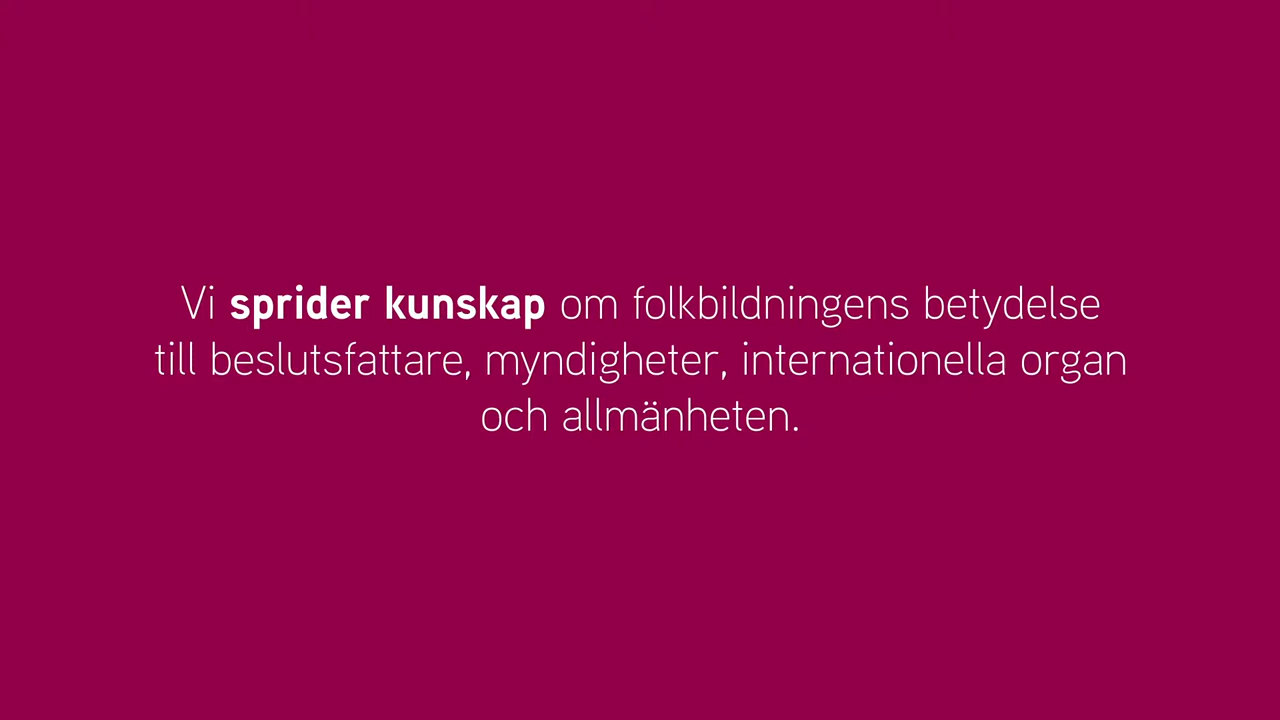 Vi sprider kunskap om folkbildningens betydelse
till beslutsfattare, myndigheter, internationella organ
och allmänheten.